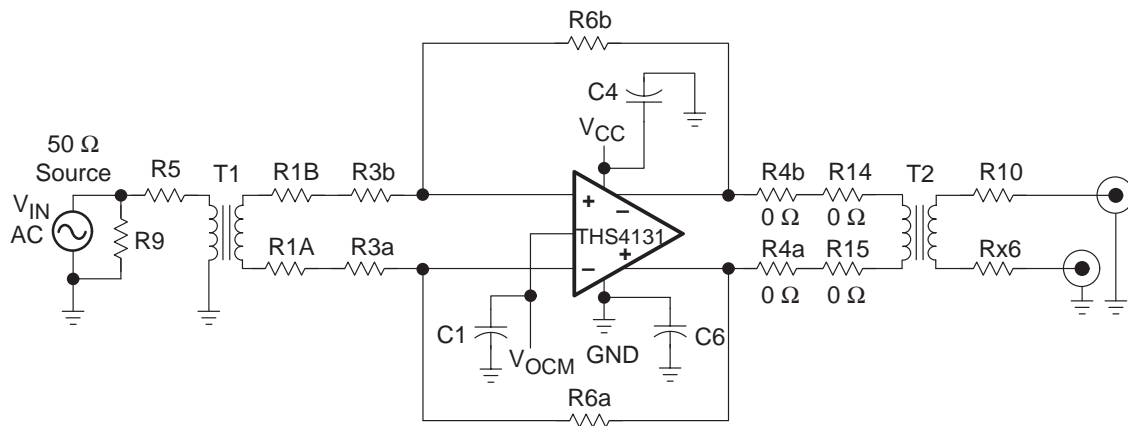 R6b
C4
V_CC
50 Ω
Source
V_IN
AC
R5
T1
R1B
R3b
R9
R1A
R3a
+
−
THS4131
+
−
R4b
0 Ω
R14
0 Ω
T2
R10
R4a
0 Ω
R15
0 Ω
Rx6
C1
V_OCM
GND
C6
R6a